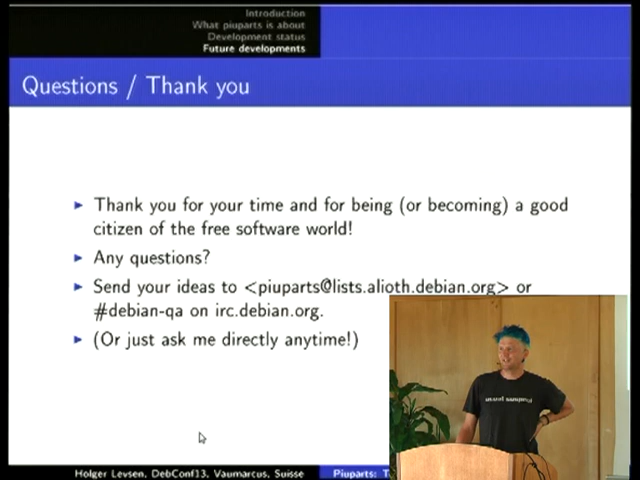 Introduction
What piuparts is about
Development status
Future developments
Questions / Thank you
Thank you for your time and for being (or becoming) a good
citizen of the free software world!
Any questions?
Send your ideas to <piuparts@lists.alioth.debian.org> or
#debian-qa on irc.debian.org.
(Or just ask me directly anytime!)
Holger Levsen, DebConf13, Vaumarcus, Suisse
Piuparts: